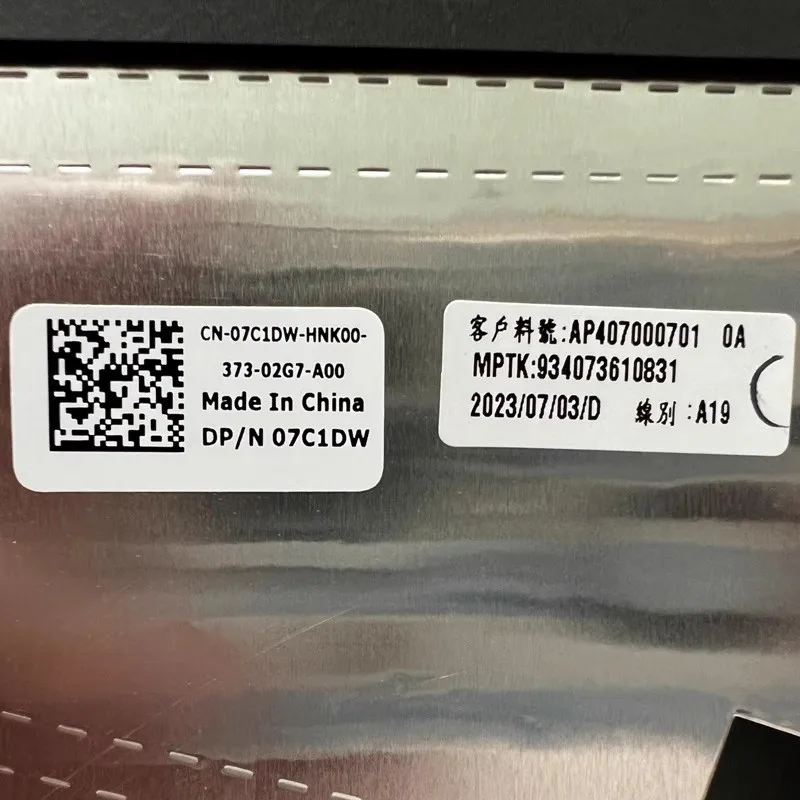 CN-07C1DW-HNK00-
373-02G7-A00
Made In China
DP/N 07C1DW
客户料號:AP407000701 0A
MPTK:934073610831
2023/07/03/D 線別:A19